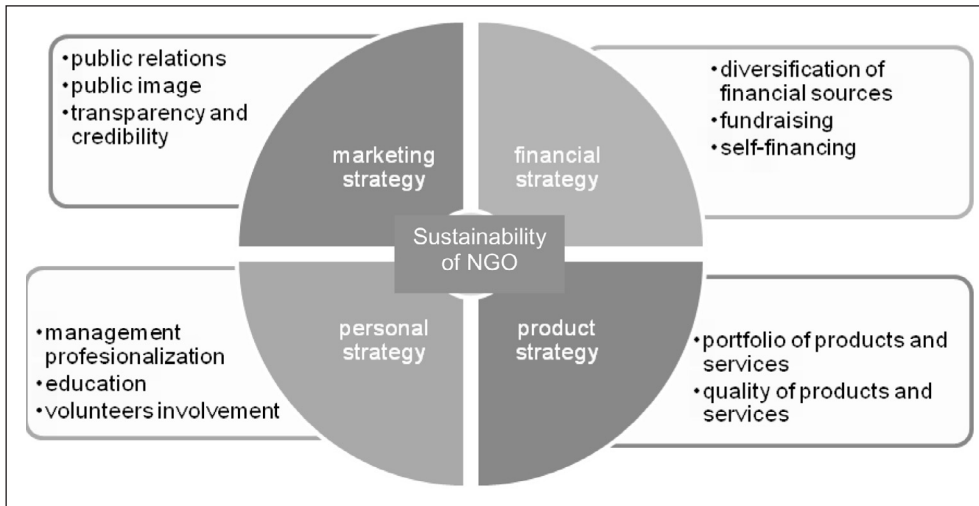 •public relations
•public image
•transparency and
credibility
marketing
strategy
financial
strategy
•diversification of
financial sources
•fundraising
•self-financing
Sustainability
of NGO
•management
profesionalization
•education
•volunteers involvement
personal
strategy
product
strategy
•portfolio of products and
services
•quality of products and
services